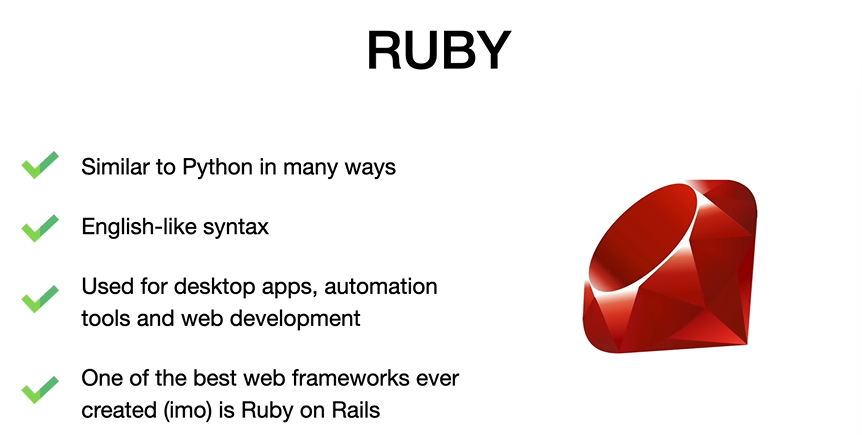 RUBY
Similar to Python in many ways
English-like syntax
Used for desktop apps, automation
tools and web development
One of the best web frameworks ever
created (imo) is Ruby on Rails